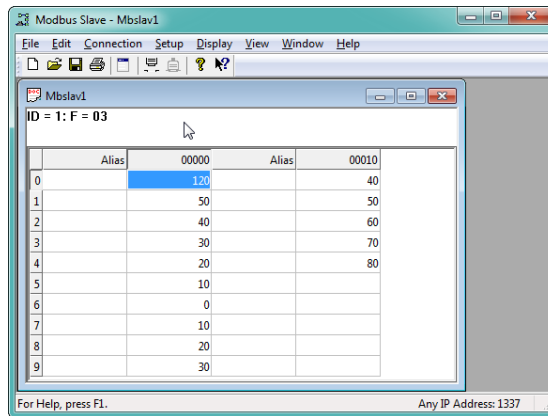 Modbus Slave - Mbslav1
File Edit Connection Setup Display View Window Help
Mbslav1
ID = 1: F = 03
Alias 00000 Alias 00010
0 120 40
1 50 50
2 40 60
3 30 70
4 20 80
5 10
6 0
7 10
8 20
9 30
For Help, press F1. Any IP Address: 1337